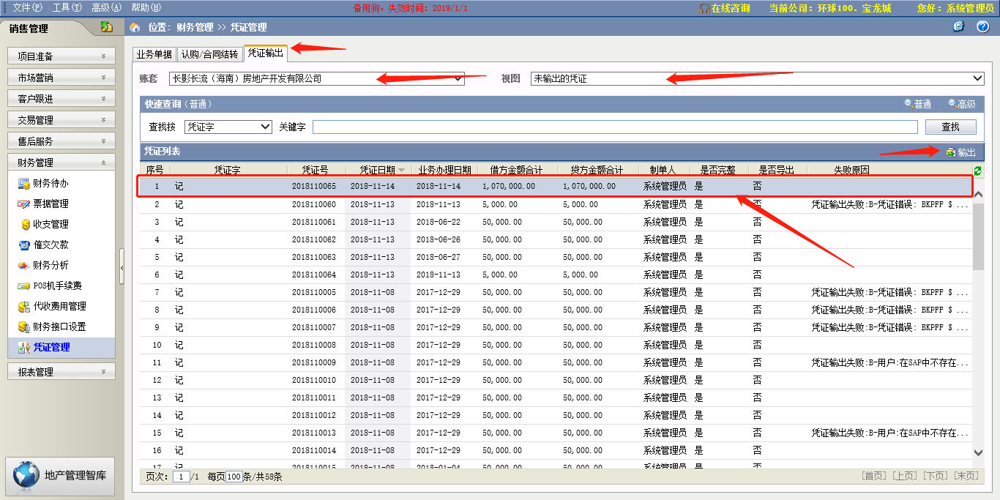 文件(F) 工具(T) 高级(A) 帮助(H) 备用狗，失效时间：2019/1/1 在线咨询 当前公司：环球100．宝龙城 您好：系统管理员
销售管理 位置：财务管理 >> 凭证管理
项目准备
市场营销
客户跟进
交易管理
售后服务
财务管理
财务待办
票据管理
收支管理
催交欠款
财务分析
POS机手续费
代收费用管理
财务接口设置
凭证管理
报表管理
地产管理智库
业务单据 认购/合同结转 凭证输出
账套 长影长流（海南）房地产开发有限公司 视图 未输出的凭证
快速查询（普通） 普通 高级
查找按 凭证字 关键字 查找
凭证列表 输出
序号 凭证字 凭证号 凭证日期 业务办理日期 借方金额合计 贷方金额合计 制单人 是否完整 是否导出 失败原因
1 记 2018110065 2018-11-14 2018-11-14 1,070,000.00 1,070,000.00 系统管理员 是 否
2 记 2018110060 2018-11-13 2018-11-13 5,000.00 5,000.00 系统管理员 是 否 凭证输出失败:B-凭证错误: BKPFF $ ...
3 记 2018110061 2018-11-13 2018-06-22 50,000.00 50,000.00 系统管理员 是 否
4 记 2018110062 2018-11-13 2018-06-26 50,000.00 50,000.00 系统管理员 是 否
5 记 2018110063 2018-11-13 2018-06-27 50,000.00 50,000.00 系统管理员 是 否
6 记 2018110064 2018-11-13 2018-11-13 5,000.00 5,000.00 系统管理员 是 否
7 记 2018110005 2018-11-08 2017-12-29 50,000.00 50,000.00 系统管理员 是 否 凭证输出失败:B-凭证错误: BKPFF $ ...
8 记 2018110006 2018-11-08 2017-12-29 50,000.00 50,000.00 系统管理员 是 否 凭证输出失败:B-凭证错误: BKPFF $ ...
9 记 2018110007 2018-11-08 2017-12-29 50,000.00 50,000.00 系统管理员 是 否 凭证输出失败:B-凭证错误: BKPFF $ ...
10 记 2018110008 2018-11-08 2017-12-29 50,000.00 50,000.00 系统管理员 是 否
11 记 2018110009 2018-11-08 2017-12-29 50,000.00 50,000.00 系统管理员 是 否 凭证输出失败:B-用户:在SAP中不存在...
12 记 2018110010 2018-11-08 2017-12-29 50,000.00 50,000.00 系统管理员 是 否
13 记 2018110011 2018-11-08 2017-12-29 50,000.00 50,000.00 系统管理员 是 否
14 记 2018110012 2018-11-08 2017-12-29 50,000.00 50,000.00 系统管理员 是 否
15 记 2018110013 2018-11-08 2017-12-29 50,000.00 50,000.00 系统管理员 是 否 凭证输出失败:B-用户:在SAP中不存在...
16 记 2018110014 2018-11-08 2017-12-29 50,000.00 50,000.00 系统管理员 是 否
17 记 2018110015 2018-11-08 2018-01-04 50,000.00 50,000.00 系统管理员 是 否
页次： 1 /1 每页 100 条/共58条 [首页] [上页] [下页] [末页]